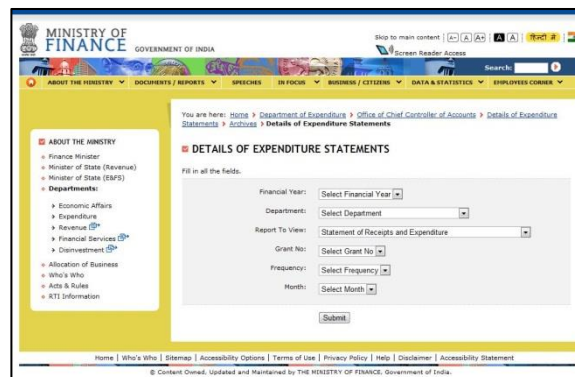 MINISTRY OF
FINANCE GOVERNMENT OF INDIA
Skip to main content | A- A A+ | A A | हिन्दी में |
Screen Reader Access
Search:
ABOUT THE MINISTRY DOCUMENTS / REPORTS SPEECHES IN FOCUS BUSINESS / CITIZENS DATA & STATISTICS EMPLOYEES CORNER
You are here: Home > Department of Expenditure > Office of Chief Controller of Accounts > Details of Expenditure
Statements > Archives > Details of Expenditure Statements
ABOUT THE MINISTRY
Finance Minister
Minister of State (Revenue)
Minister of State (E&FS)
Departments:
Economic Affairs
Expenditure
Revenue
Financial Services
Disinvestment
Allocation of Business
Who's Who
Acts & Rules
RTI Information
DETAILS OF EXPENDITURE STATEMENTS
Fill in all the fields.
Financial Year: Select Financial Year
Department: Select Department
Report To View: Statement of Receipts and Expenditure
Grant No: Select Grant No
Frequency: Select Frequency
Month: Select Month
Submit
Home | Who's Who | Sitemap | Accessibility Options | Terms of Use | Privacy Policy | Help | Disclaimer | Accessibility Statement
© Content Owned, Updated and Maintained by THE MINISTRY OF FINANCE, Government of India.